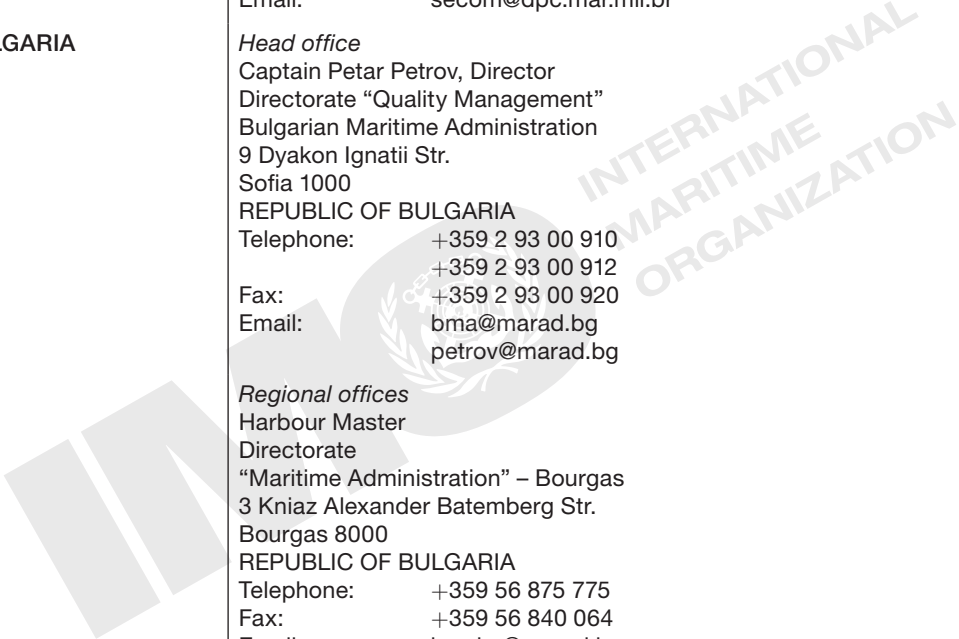 Email: secom@dpc.mar.mil.br
Head office
Captain Petar Petrov, Director
Directorate “Quality Management”
Bulgarian Maritime Administration
9 Dyakon Ignatii Str.
Sofia 1000
REPUBLIC OF BULGARIA
Telephone: +359 2 93 00 910
+359 2 93 00 912
Fax: +359 2 93 00 920
Email: bma@marad.bg
petrov@marad.bg
Regional offices
Harbour Master
Directorate
“Maritime Administration” – Bourgas
3 Kniaz Alexander Batemberg Str.
Bourgas 8000
REPUBLIC OF BULGARIA
Telephone: +359 56 875 775
Fax: +359 56 840 064
IMO
INTERNATIONAL
MARITIME
ORGANIZATION